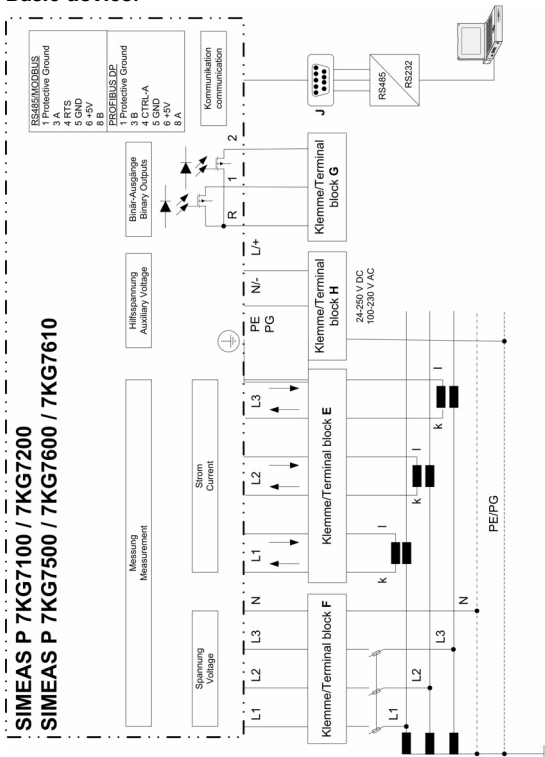 Basic device:
SIMEAS P 7KG7100 / 7KG7200
SIMEAS P 7KG7500 / 7KG7600 / 7KG7610
Messung
Measurement
Hilfsspannung
Auxiliary Voltage
Binär-Ausgänge
Binary Outputs
RS485/MODBUS
1 Protective Ground
3 A
4 RTS
5 GND
6 +5V
8 B
PROFIBUS DP
1 Protective Ground
3 B
4 CTRL-A
5 GND
6 +5V
8 A
Spannung
Voltage
Strom
Current
Kommunikation
communication
L1
L2
L3
N
L1
L2
L3
PE
PG
N/-
L/+
R
1
2
Klemme/Terminal block F
Klemme/Terminal block E
Klemme/Terminal
block H
Klemme/Terminal
block G
J
RS485
RS232
24-250 V DC
100-230 V AC
k
l
k
l
k
l
L1
L2
L3
N
PE/PG